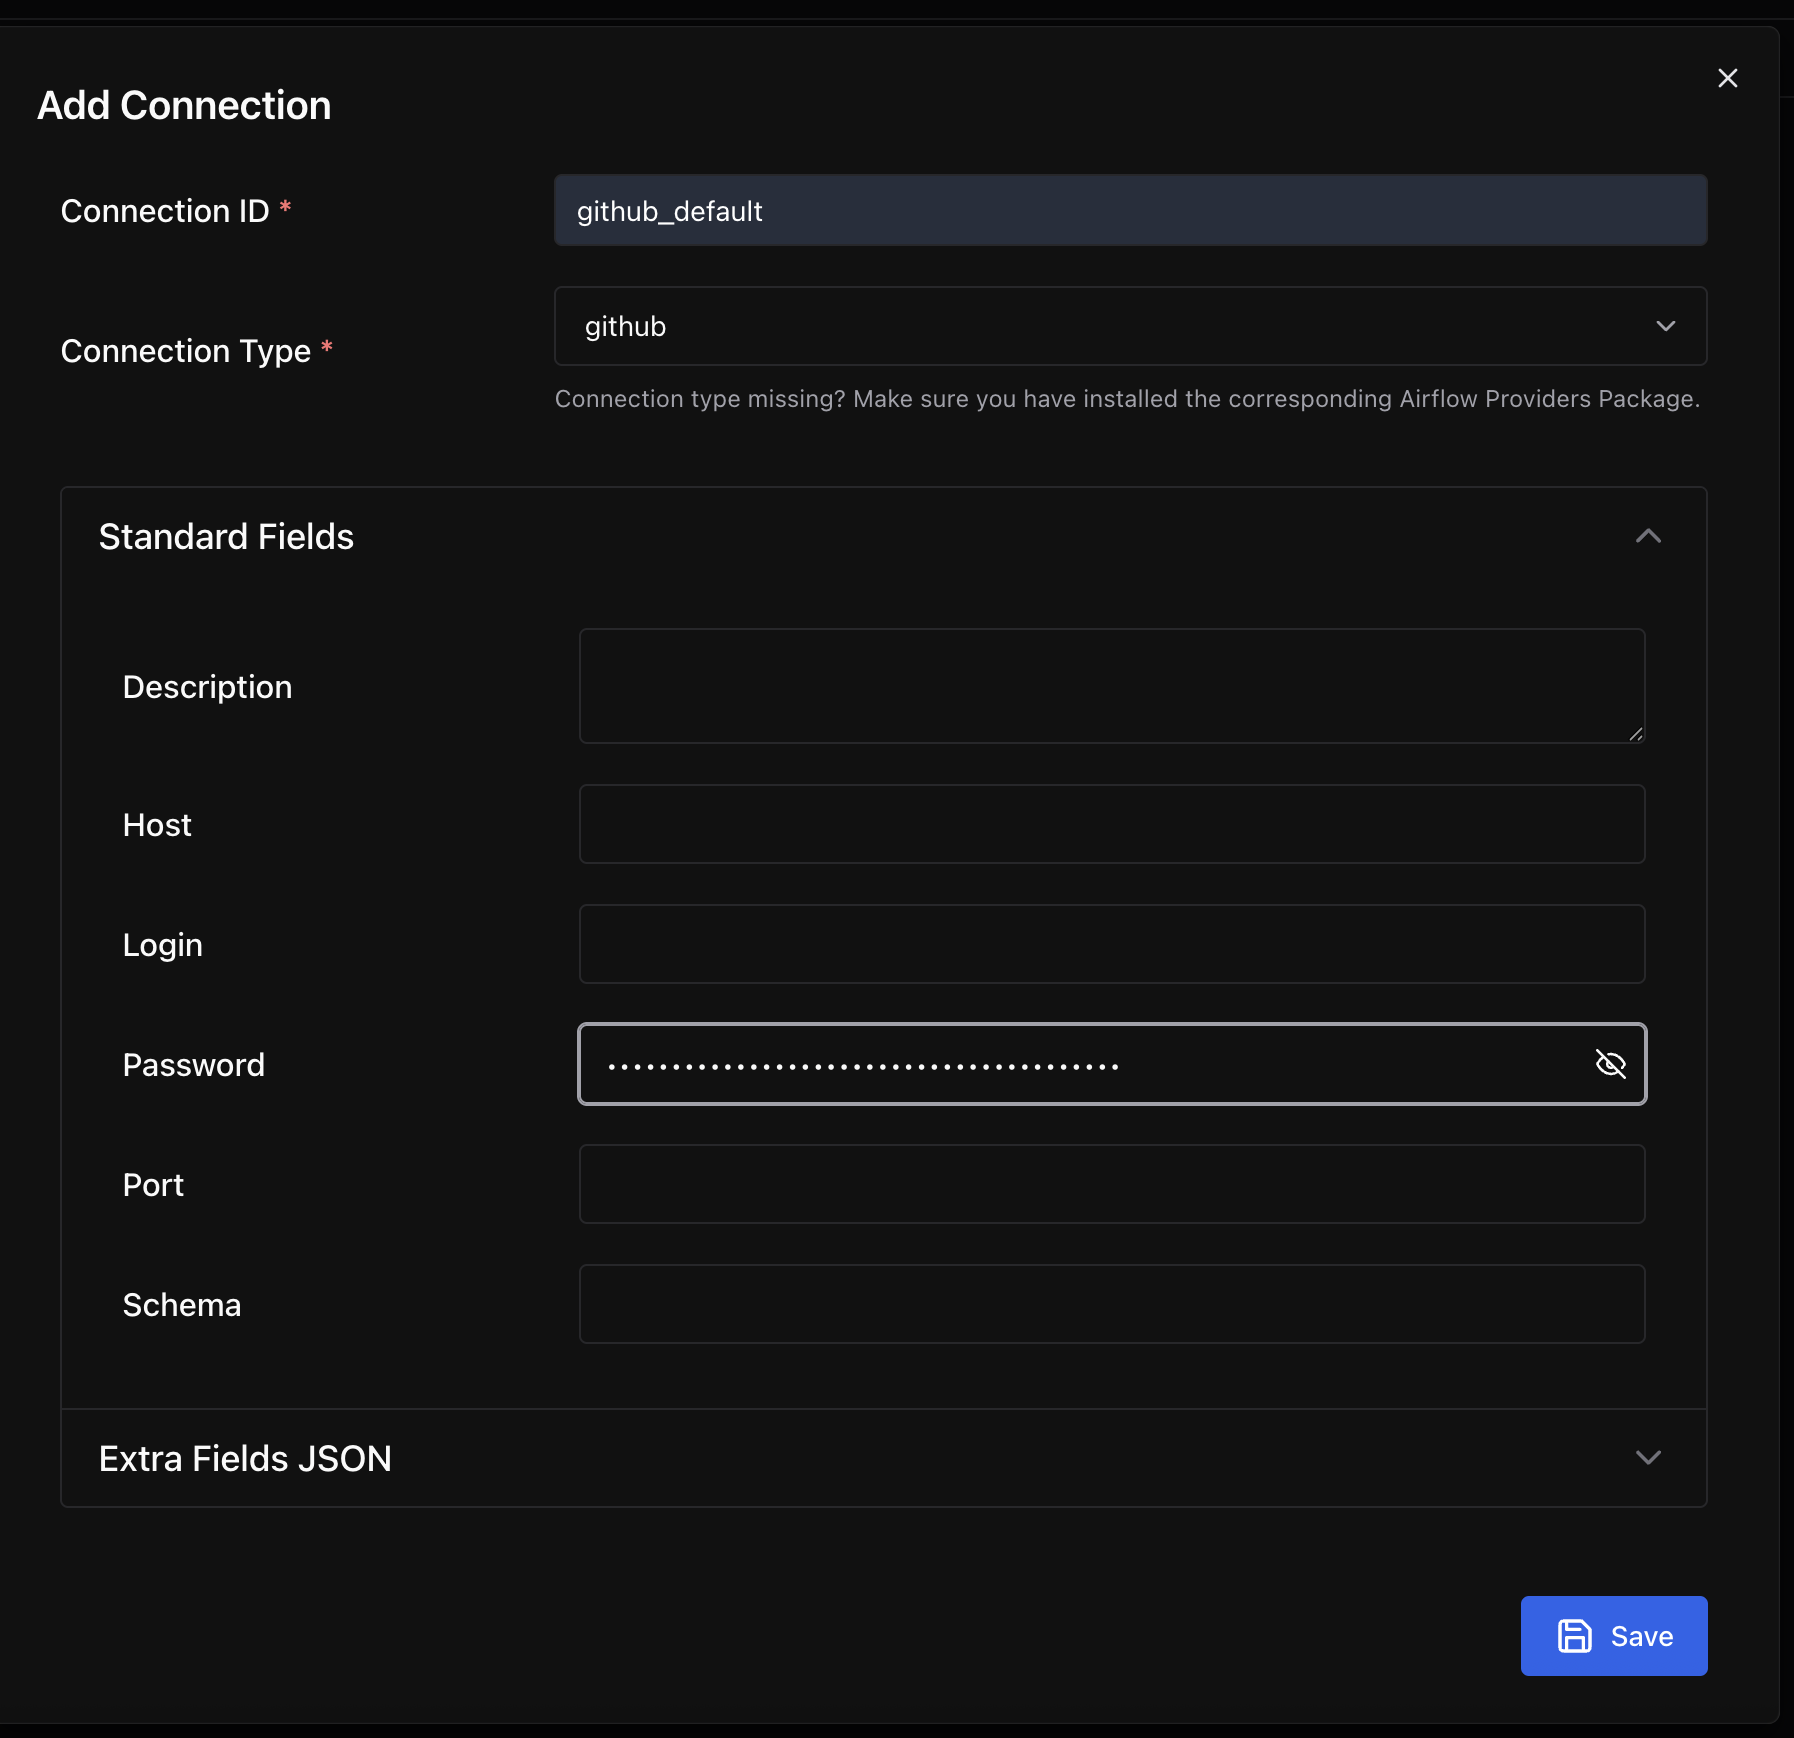 Add Connection
Connection ID *
github_default
Connection Type *
github
Connection type missing? Make sure you have installed the corresponding Airflow Providers Package.
Standard Fields
Description
Host
Login
Password
••••••••••••••••••••••••••••••••••••••••
Port
Schema
Extra Fields JSON
Save